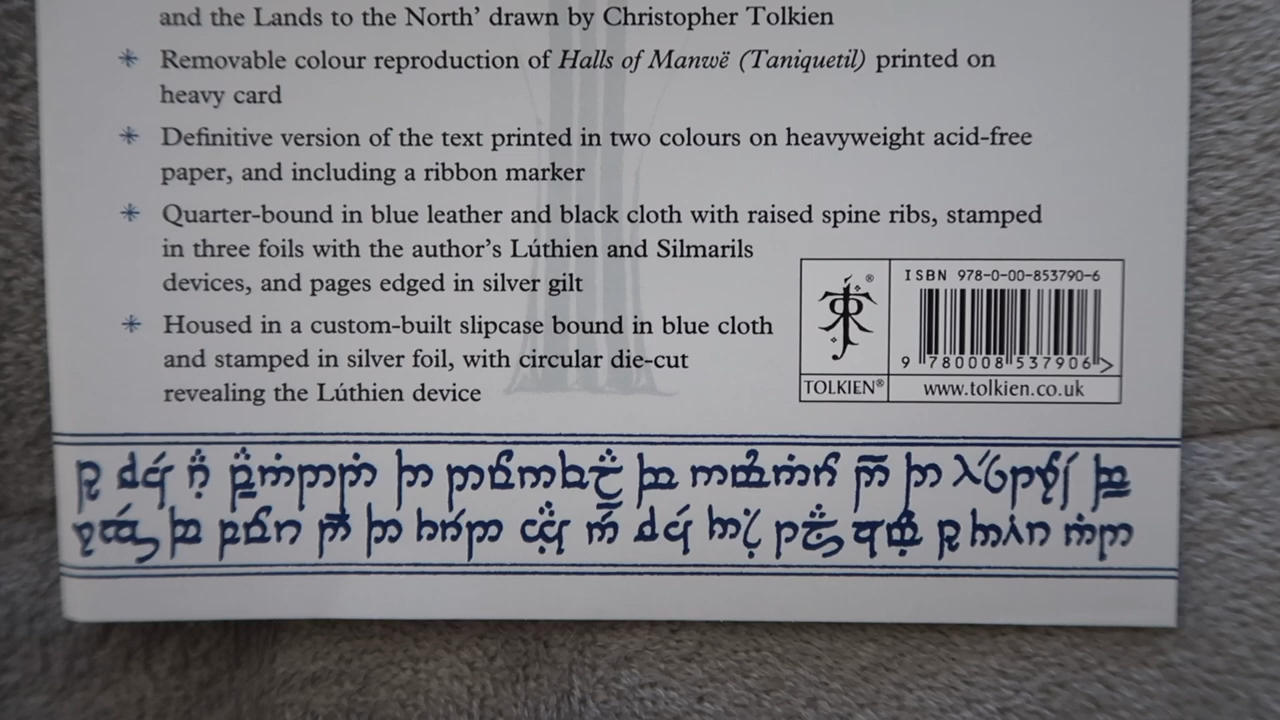 and the Lands to the North’ drawn by Christopher Tolkien
✳ Removable colour reproduction of Halls of Manwë (Taniquetil) printed on
heavy card
✳ Definitive version of the text printed in two colours on heavyweight acid-free
paper, and including a ribbon marker
✳ Quarter-bound in blue leather and black cloth with raised spine ribs, stamped
in three foils with the author’s Lúthien and Silmarils
devices, and pages edged in silver gilt
✳ Housed in a custom-built slipcase bound in blue cloth
and stamped in silver foil, with circular die-cut
revealing the Lúthien device
ISBN 978-0-00-853790-6
9 780008 537906 >
TOLKIEN®
www.tolkien.co.uk